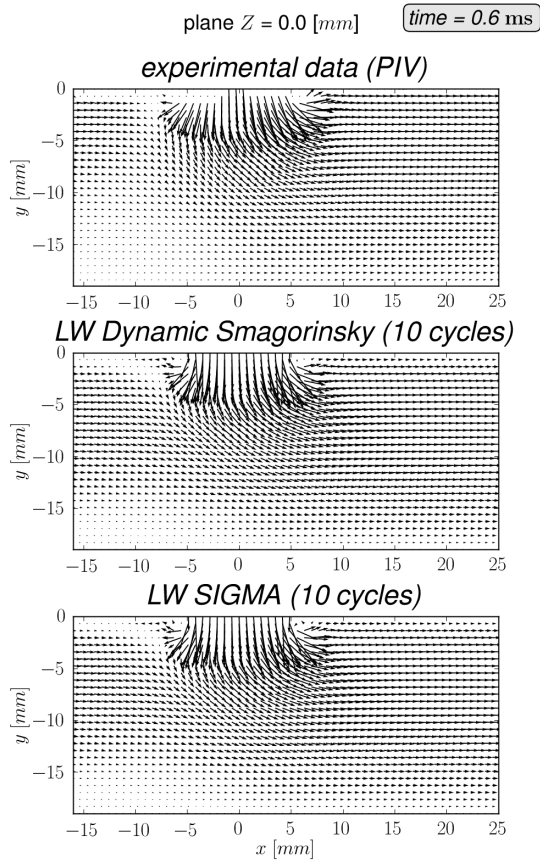 plane Z = 0.0 [mm]
time = 0.6 ms
experimental data (PIV)
0
−5
−10
−15
y [mm]
−15 −10 −5 0 5 10 15 20 25
LW Dynamic Smagorinsky (10 cycles)
0
−5
−10
−15
y [mm]
−15 −10 −5 0 5 10 15 20 25
LW SIGMA (10 cycles)
0
−5
−10
−15
y [mm]
−15 −10 −5 0 5 10 15 20 25
x [mm]